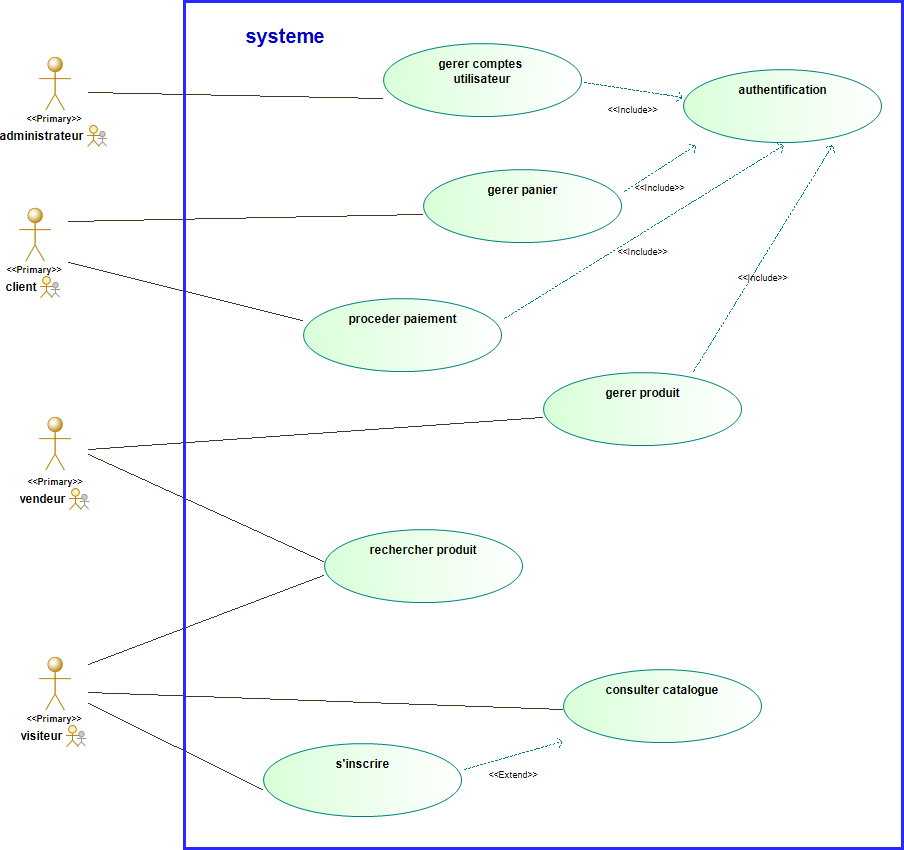 systeme
gerer comptes
utilisateur
authentification
<<Include>>
<<Primary>>
administrateur
gerer panier
<<Include>>
<<Include>>
<<Primary>>
client
<<Include>>
proceder paiement
gerer produit
<<Primary>>
vendeur
rechercher produit
consulter catalogue
<<Primary>>
visiteur
s'inscrire
<<Extend>>